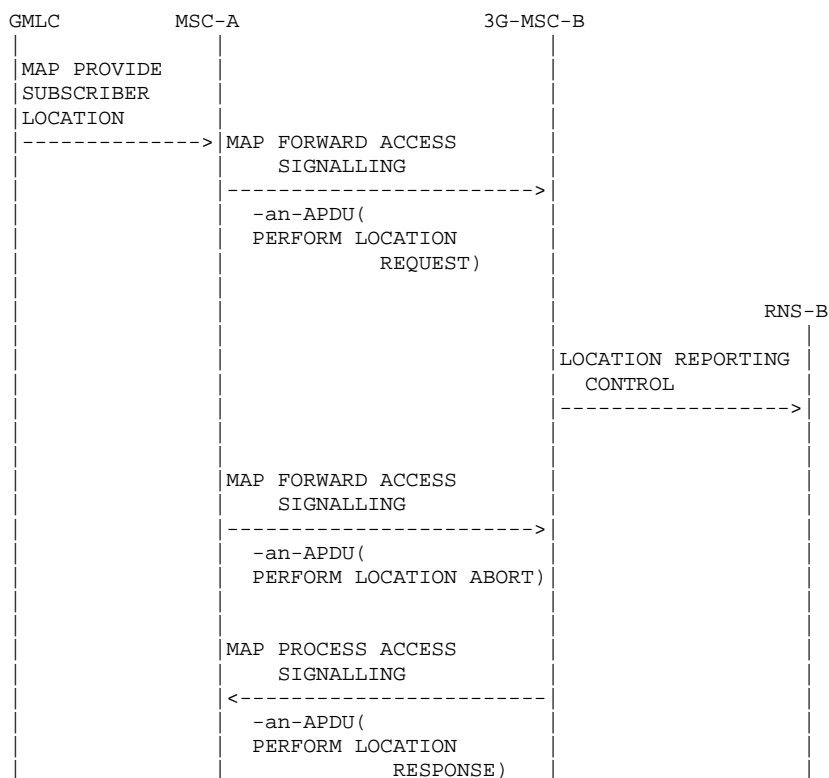 GMLC MSC-A 3G-MSC-B
MAP PROVIDE
SUBSCRIBER
LOCATION
-------------->
MAP FORWARD ACCESS
SIGNALLING
------------------------>
-an-APDU(
PERFORM LOCATION
REQUEST)
RNS-B
LOCATION REPORTING
CONTROL
------------------>
MAP FORWARD ACCESS
SIGNALLING
------------------------>
-an-APDU(
PERFORM LOCATION ABORT)
MAP PROCESS ACCESS
SIGNALLING
<------------------------
-an-APDU(
PERFORM LOCATION
RESPONSE)